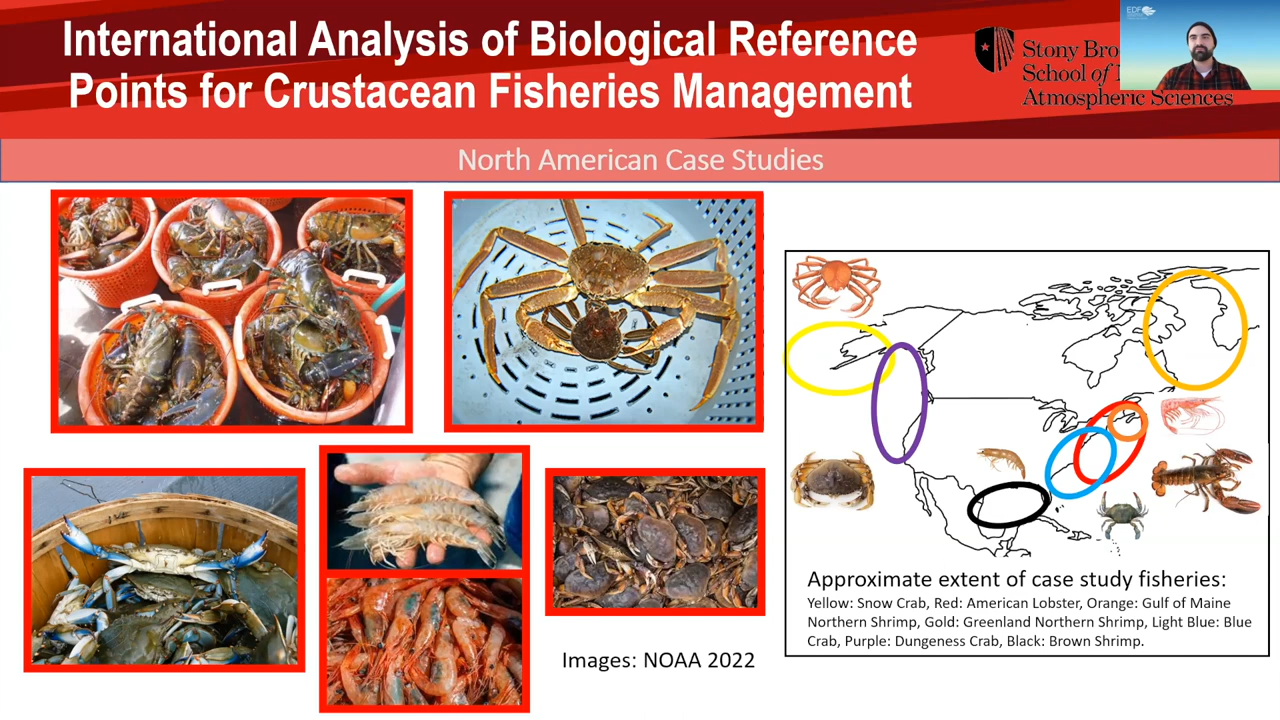 International Analysis of Biological Reference
Points for Crustacean Fisheries Management
Stony
School of
Atmospheric Sciences
EDF
North American Case Studies
Approximate extent of case study fisheries:
Yellow: Snow Crab, Red: American Lobster, Orange: Gulf of Maine
Northern Shrimp, Gold: Greenland Northern Shrimp, Light Blue: Blue
Crab, Purple: Dungeness Crab, Black: Brown Shrimp.
Images: NOAA 2022